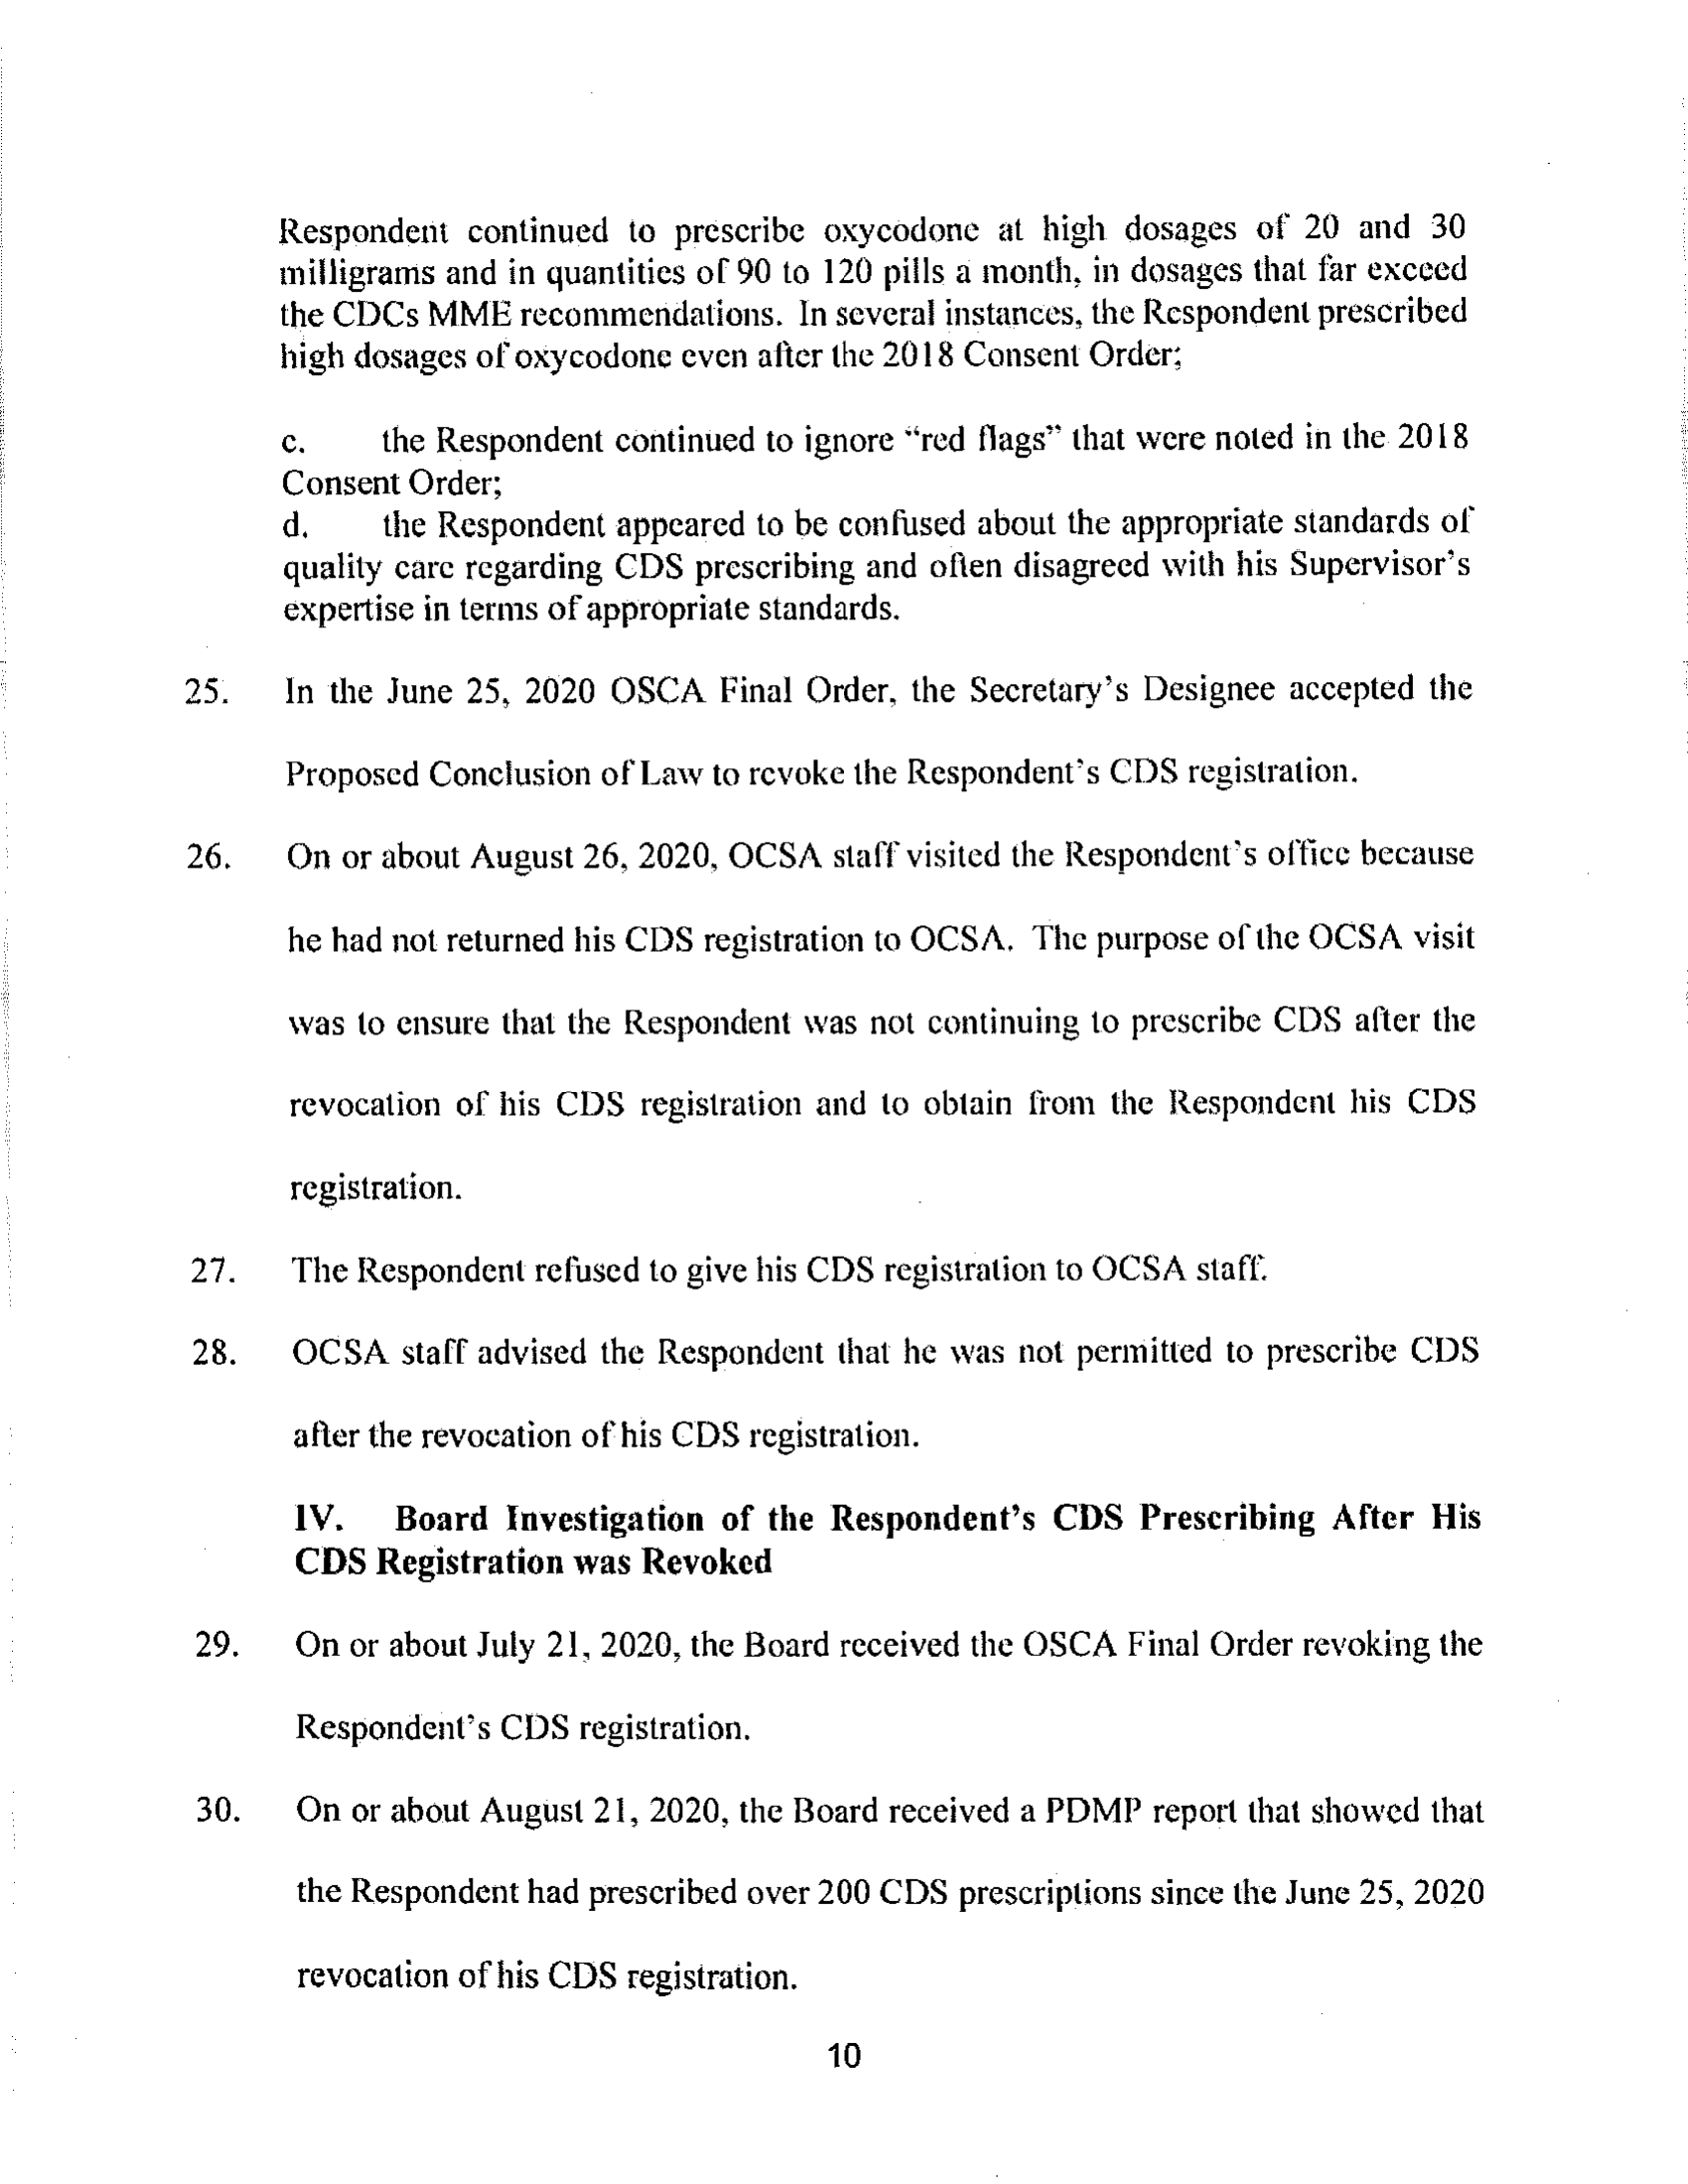 Respondent continued to prescribe oxycodone at high dosages of 20 and 30
milligrams and in quantities of 90 to 120 pills a month, in dosages that far exceed
the CDCs MME recommendations. In several instances, the Respondent prescribed
high dosages of oxycodone even after the 2018 Consent Order;
c. the Respondent continued to ignore “red flags” that were noted in the 2018
Consent Order;
d. the Respondent appeared to be confused about the appropriate standards of
quality care regarding CDS prescribing and often disagreed with his Supervisor’s
expertise in terms of appropriate standards.
25. In the June 25, 2020 OSCA Final Order, the Secretary’s Designee accepted the
Proposed Conclusion of Law to revoke the Respondent’s CDS registration.
26. On or about August 26, 2020, OCSA staff visited the Respondent’s office because
he had not returned his CDS registration to OCSA. The purpose of the OCSA visit
was to ensure that the Respondent was not continuing to prescribe CDS after the
revocation of his CDS registration and to obtain from the Respondent his CDS
registration.
27. The Respondent refused to give his CDS registration to OCSA staff.
28. OCSA staff advised the Respondent that he was not permitted to prescribe CDS
after the revocation of his CDS registration.
IV. Board Investigation of the Respondent’s CDS Prescribing After His
CDS Registration was Revoked
29. On or about July 21, 2020, the Board received the OSCA Final Order revoking the
Respondent’s CDS registration.
30. On or about August 21, 2020, the Board received a PDMP report that showed that
the Respondent had prescribed over 200 CDS prescriptions since the June 25, 2020
revocation of his CDS registration.
10